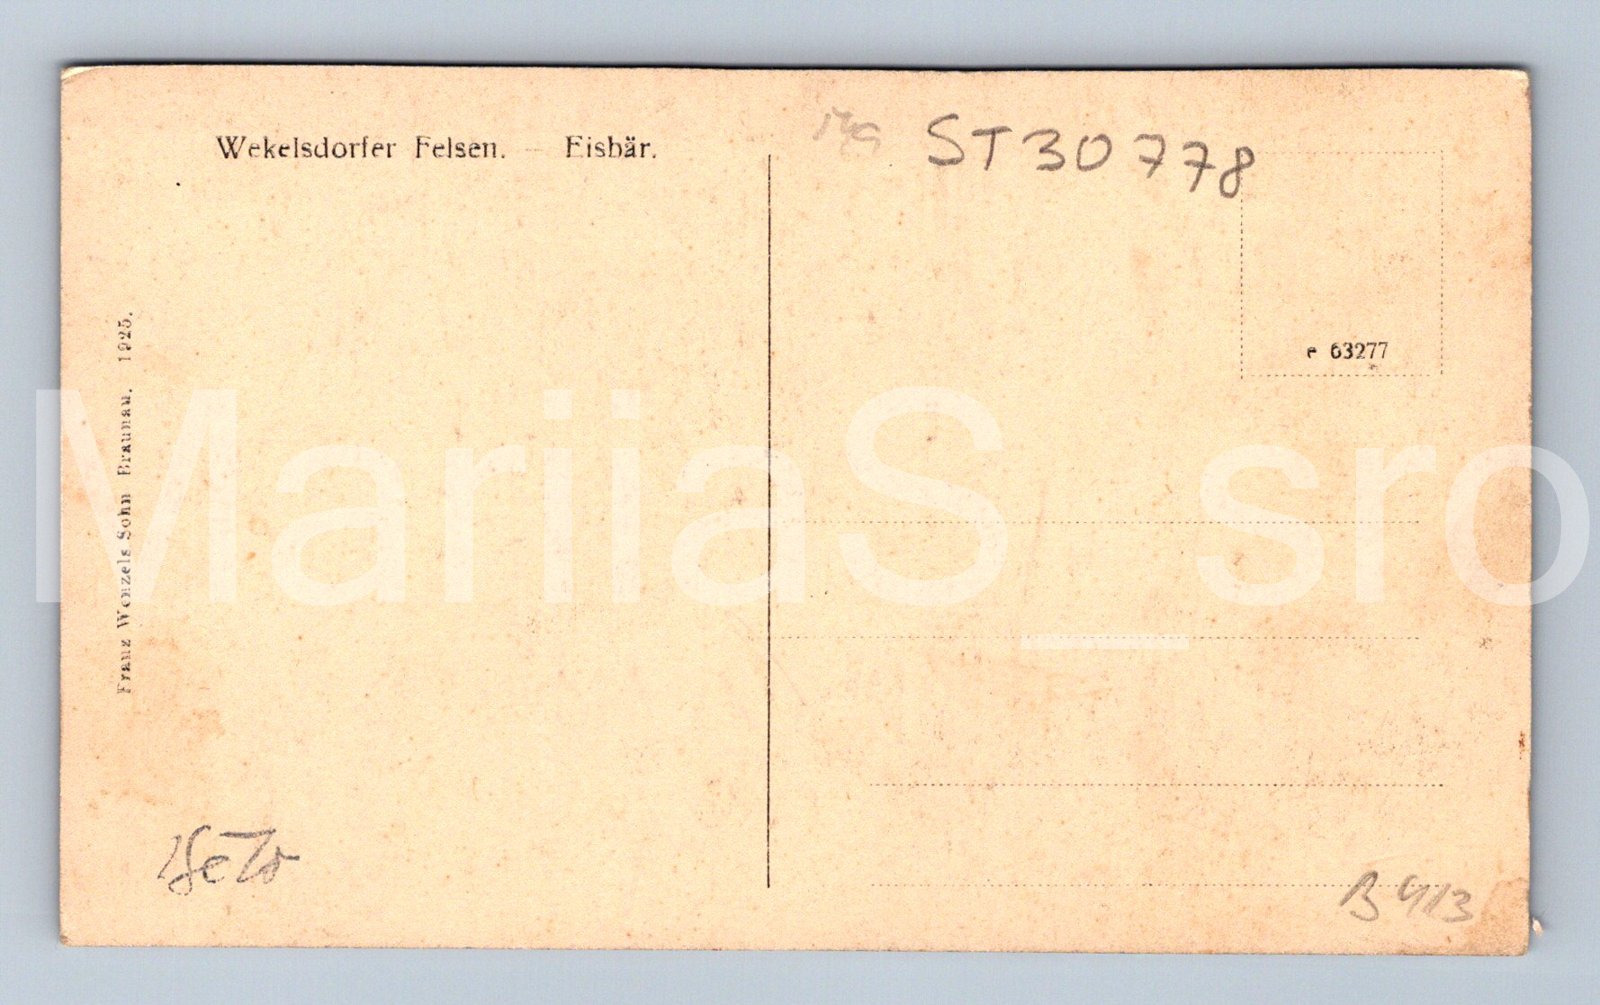 Wekelsdorfer Felsen. — Eisbär.
ST30778
e 63277
Franz Wenzels Sohn Braunau. 1925.
MariiaS_sro
B 413